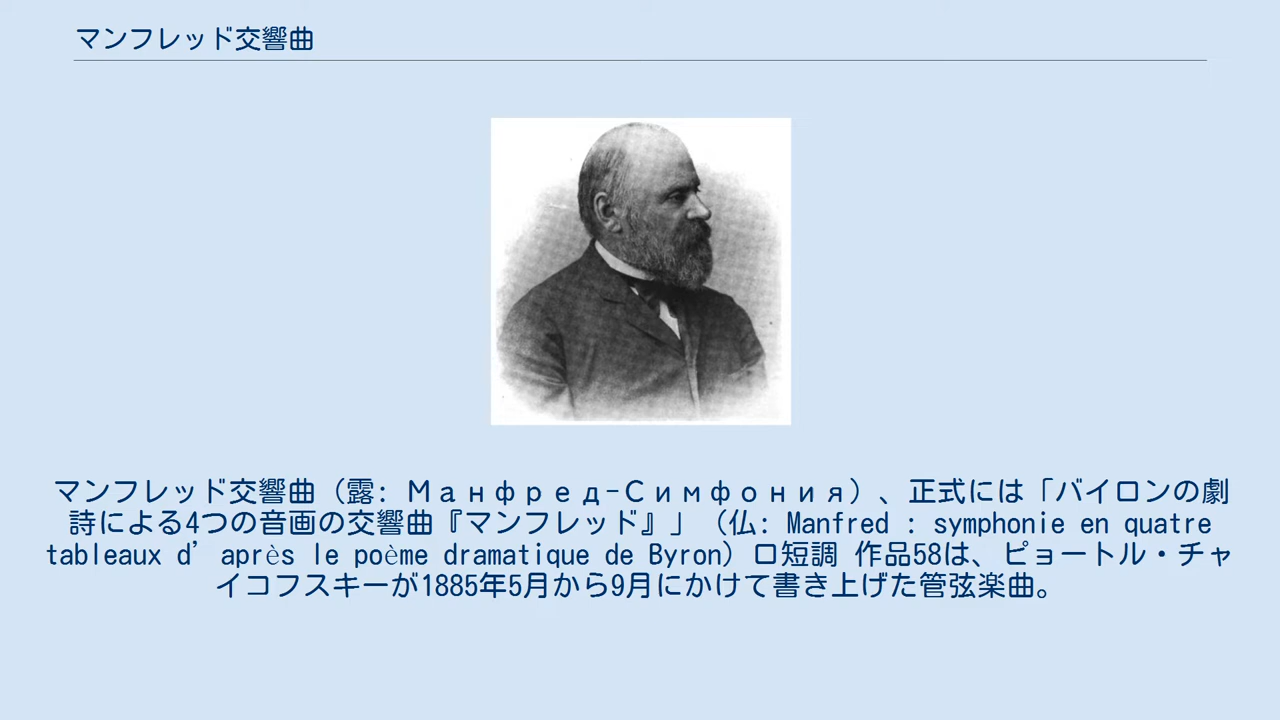 マンフレッド交響曲
マンフレッド交響曲（露: Манфред-Симфония）、正式には「バイロンの劇
詩による4つの音画の交響曲『マンフレッド』」（仏: Manfred : symphonie en quatre
tableaux d’après le poème dramatique de Byron）ロ短調 作品58は、ピョートル・チャ
イコフスキーが1885年5月から9月にかけて書き上げた管弦楽曲。